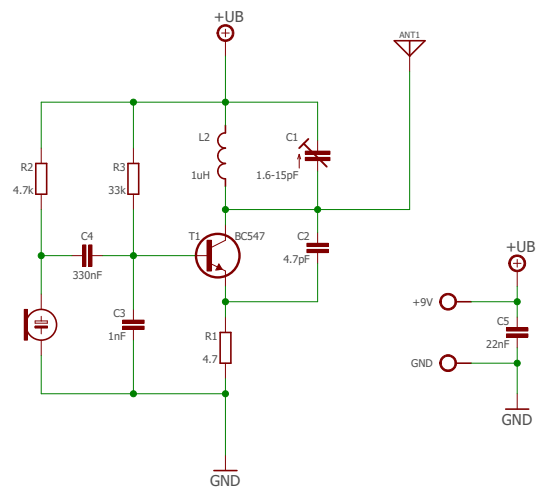 +UB
ANT1
L2
1uH
C1
1.6-15pF
R2
4.7k
R3
33k
C4
330nF
T1
BC547
C2
4.7pF
+UB
+9V
C3
1nF
R1
4.7
C5
22nF
GND
GND
GND